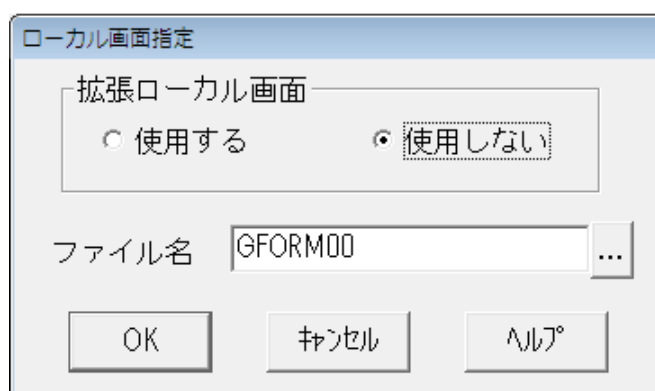 ローカル画面指定
拡張ローカル画面
使用する 使用しない
ファイル名 GFORM00 ...
OK ｷｬﾝｾﾙ ﾍﾙﾌﾟ